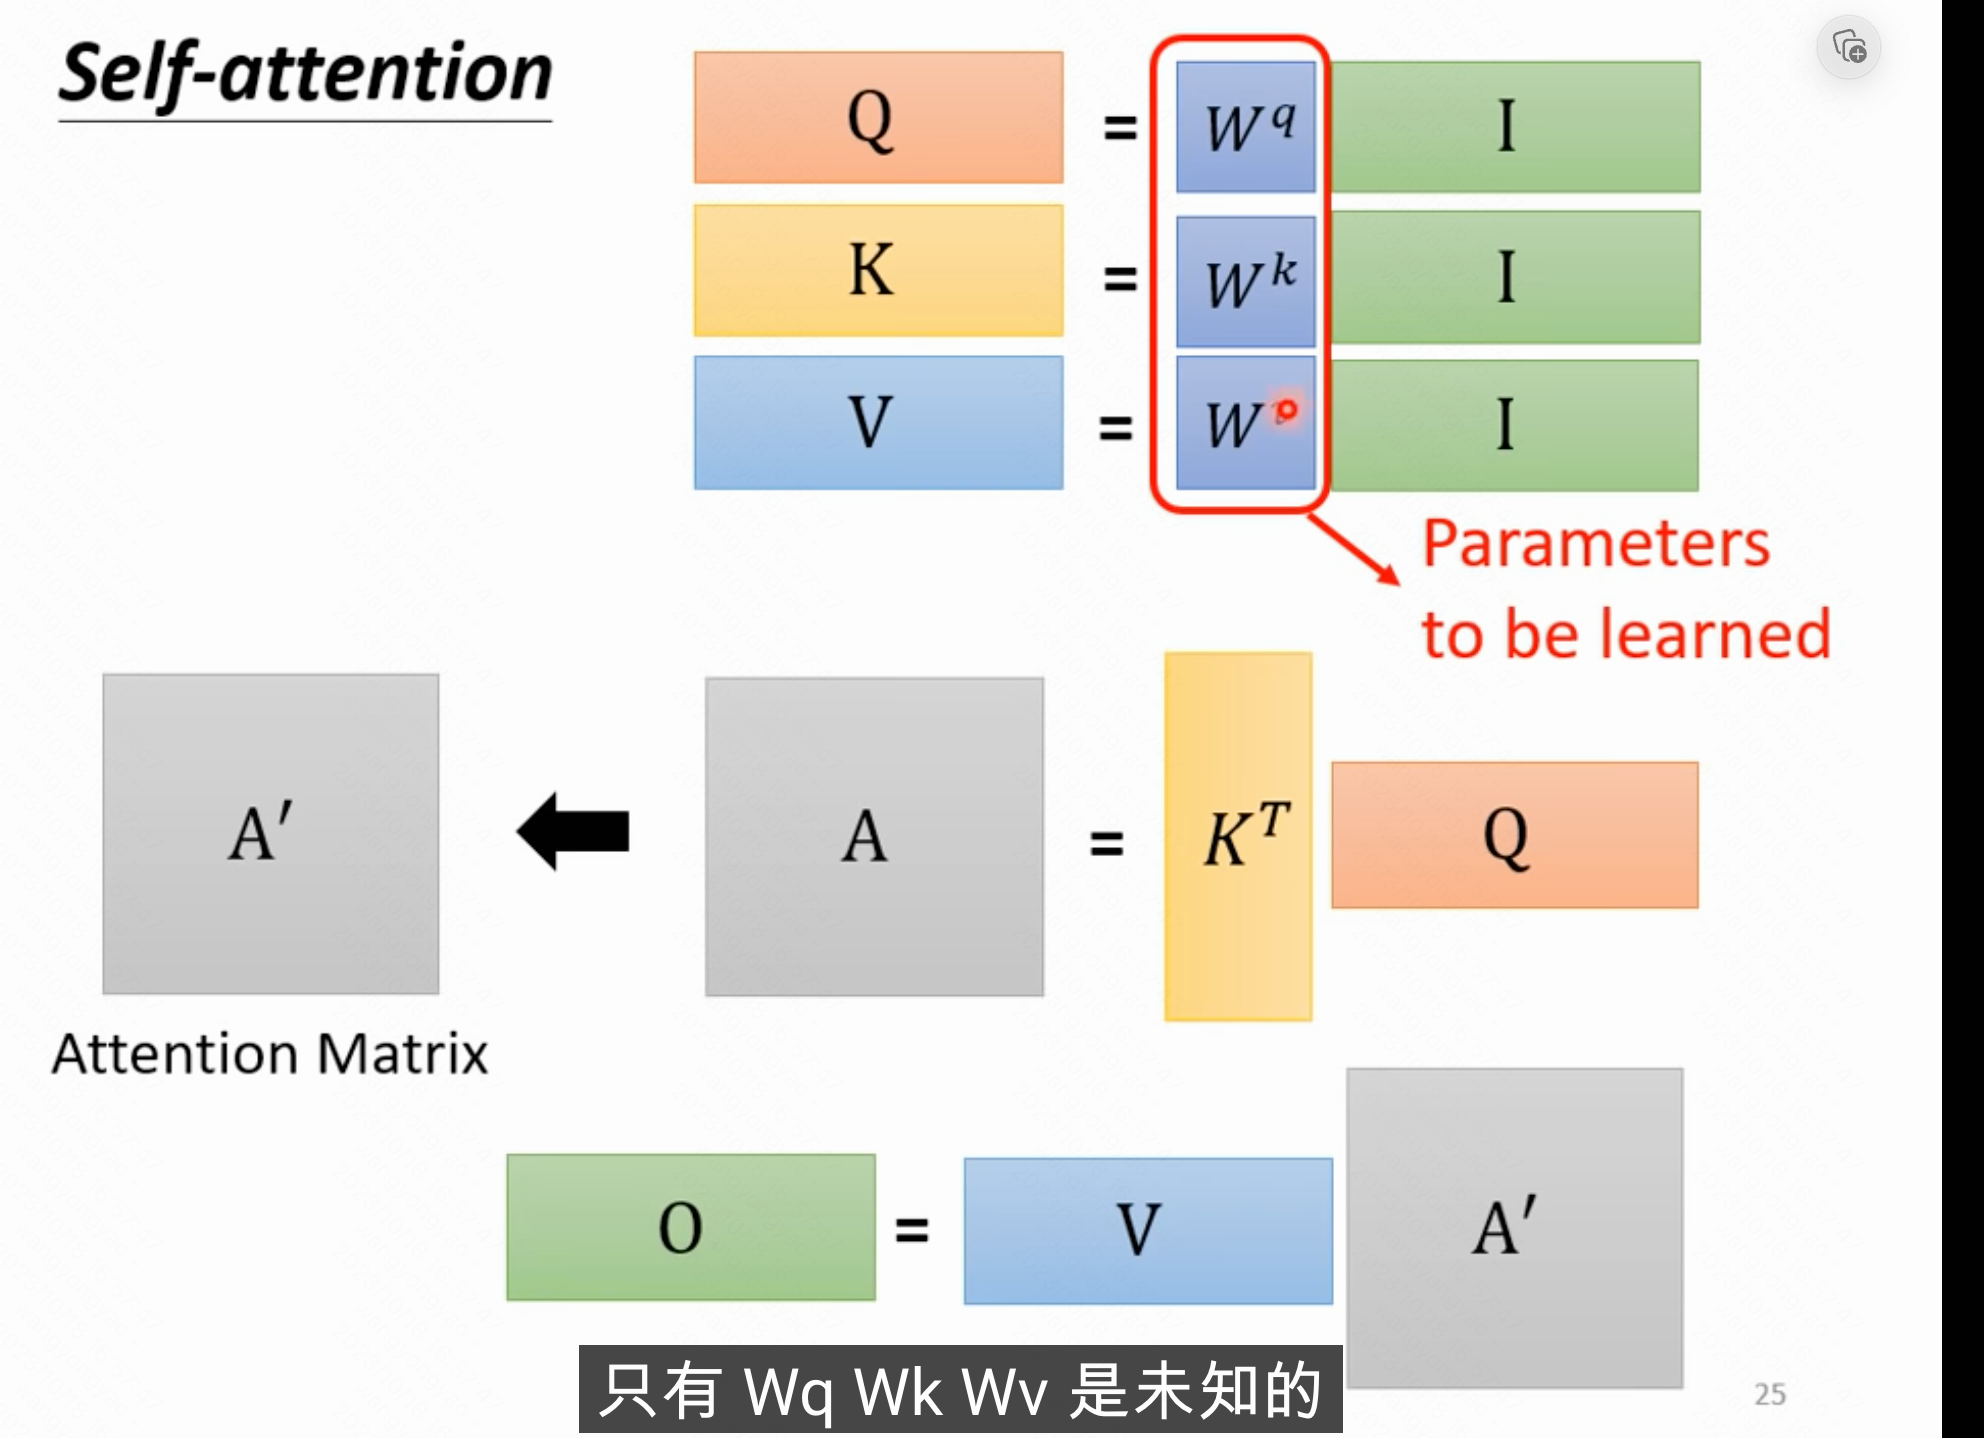 Self-attention
Q = W^q I
K = W^k I
V = W I
Parameters
to be learned
A′ A = K^T Q
Attention Matrix
O = V A′
只有 Wq Wk Wv 是未知的
25